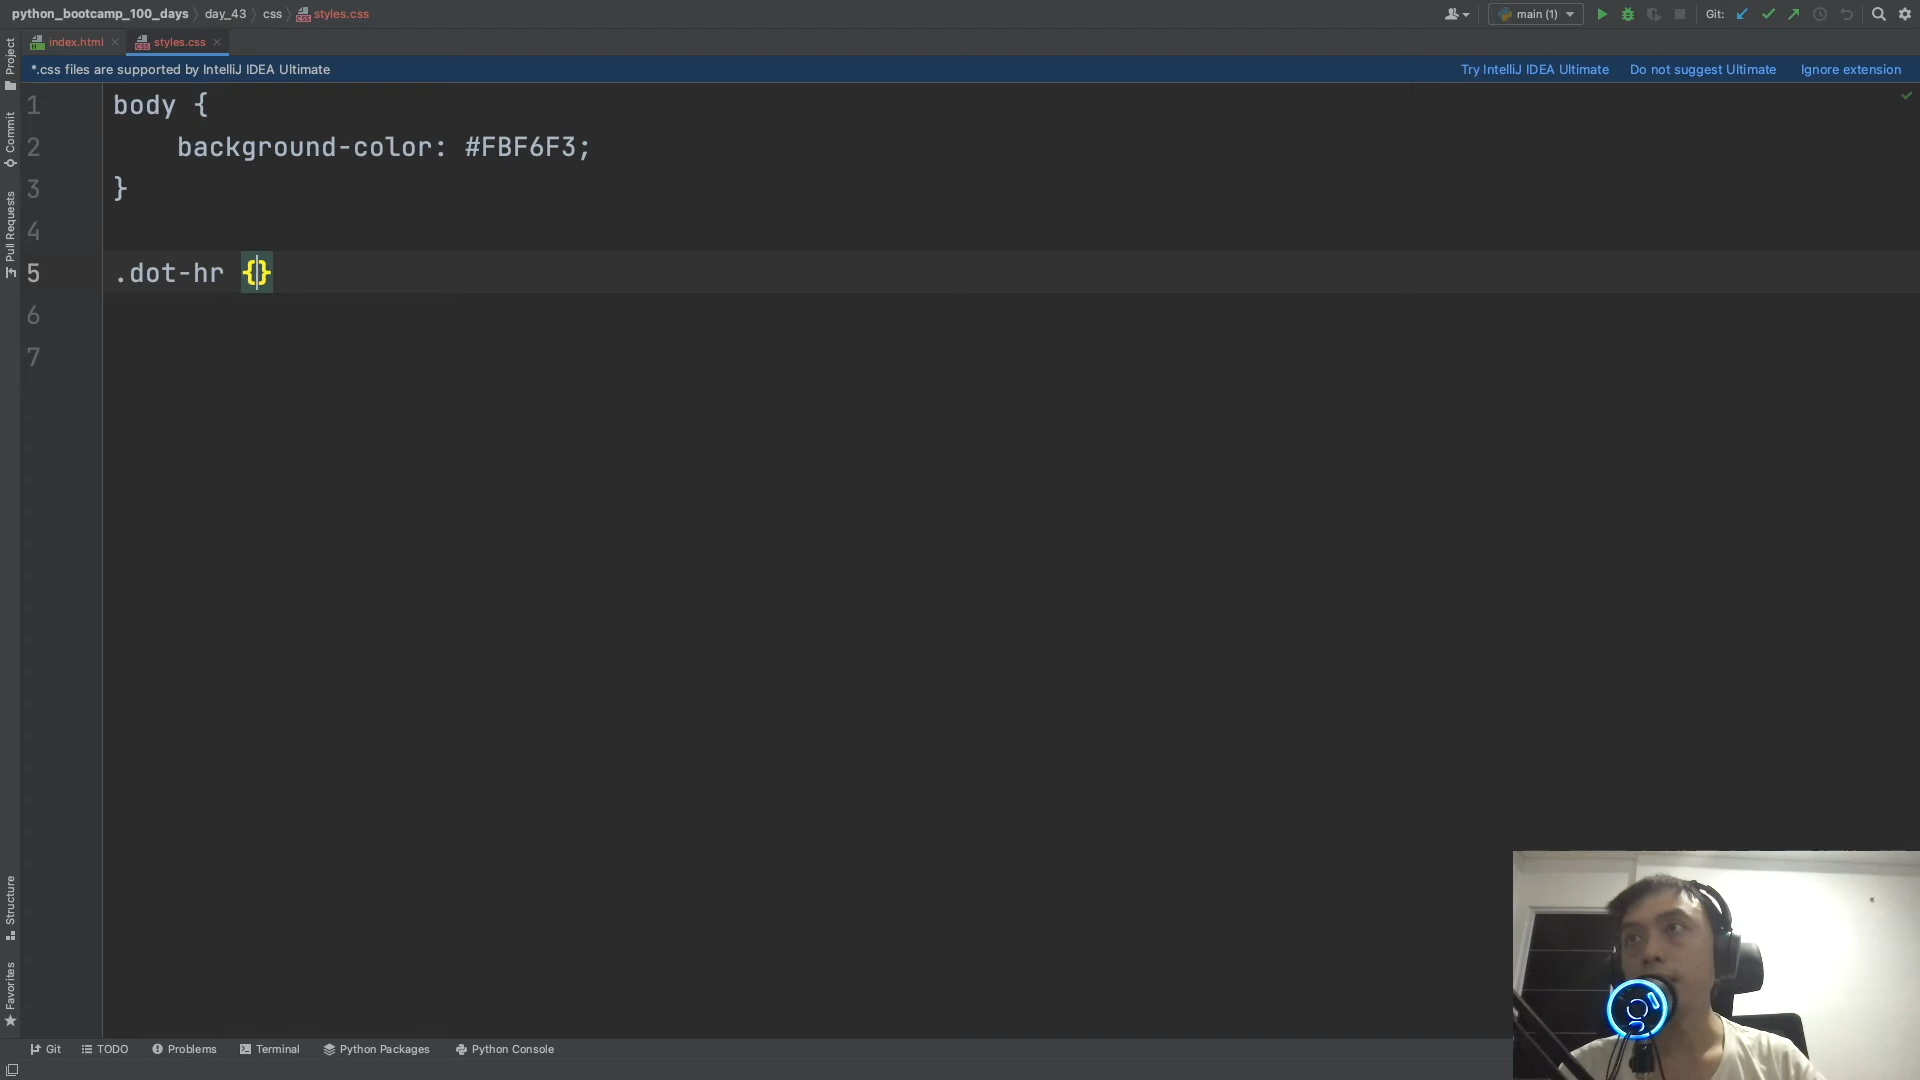 python_bootcamp_100_days day_43 css styles.css main (1) Git:
index.html styles.css
*.css files are supported by IntelliJ IDEA Ultimate Try IntelliJ IDEA Ultimate Do not suggest Ultimate Ignore extension
Project
Commit
Pull Requests
1 body {
2 background-color: #FBF6F3;
3 }
4
5 .dot-hr {}
6
7
Structure
Favorites
Git TODO Problems Terminal Python Packages Python Console